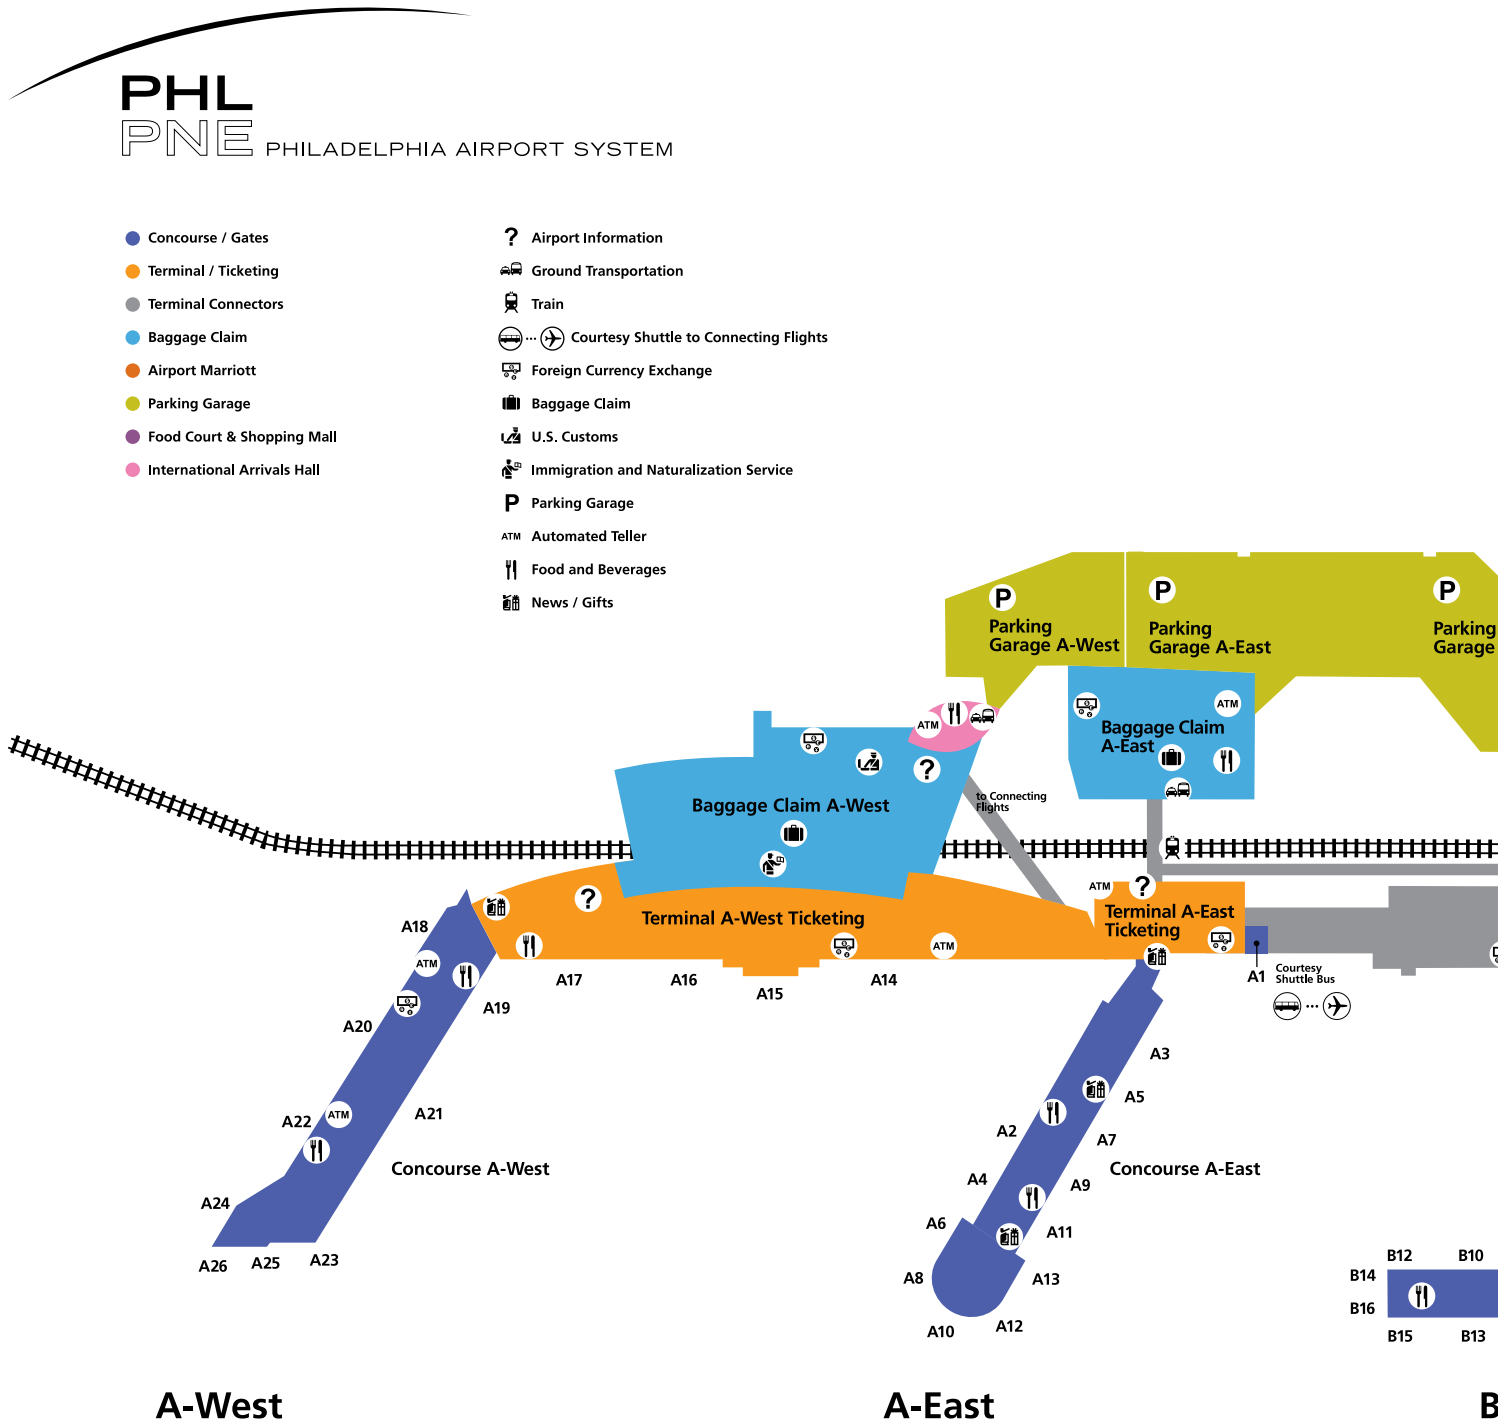 PHL
PNE PHILADELPHIA AIRPORT SYSTEM
Concourse / Gates
Terminal / Ticketing
Terminal Connectors
Baggage Claim
Airport Marriott
Parking Garage
Food Court & Shopping Mall
International Arrivals Hall
? Airport Information
Ground Transportation
Train
Courtesy Shuttle to Connecting Flights
Foreign Currency Exchange
Baggage Claim
U.S. Customs
Immigration and Naturalization Service
P Parking Garage
ATM Automated Teller
Food and Beverages
News / Gifts
P
Parking
Garage A-West
P
Parking
Garage A-East
P
Parking
Garage
ATM
?
Baggage Claim A-West
to Connecting
Flights
ATM
Baggage Claim
A-East
?
Terminal A-West Ticketing
ATM
ATM
?
Terminal A-East
Ticketing
A1
Courtesy
Shuttle Bus
A18
ATM
A17
A16
A15
A14
A19
A20
A21
A22
ATM
Concourse A-West
A24
A26
A25
A23
A3
A5
A2
A7
Concourse A-East
A4
A9
A6
A11
A8
A13
A10
A12
B12
B10
B14
B16
B15
B13
A-West
A-East
B